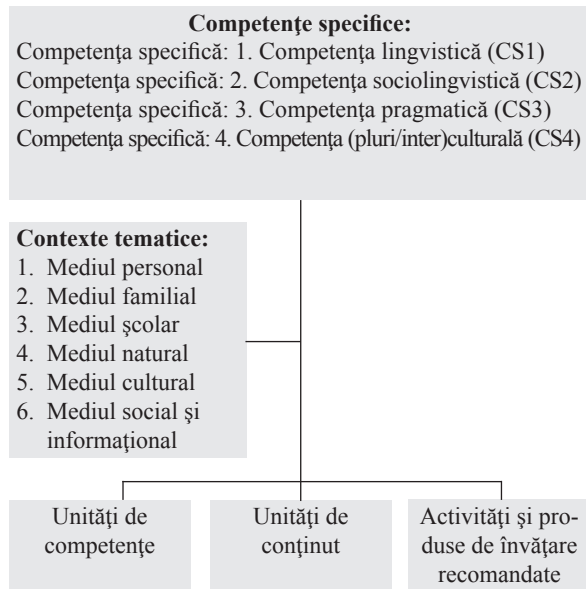 Competenţe specifice:
Competenţa specifică: 1. Competenţa lingvistică (CS1)
Competenţa specifică: 2. Competenţa sociolingvistică (CS2)
Competenţa specifică: 3. Competenţa pragmatică (CS3)
Competenţa specifică: 4. Competenţa (pluri/inter)culturală (CS4)
Contexte tematice:
1. Mediul personal
2. Mediul familial
3. Mediul şcolar
4. Mediul natural
5. Mediul cultural
6. Mediul social şi
informaţional
Unităţi de
competenţe
Unităţi de
conţinut
Activităţi şi pro-
duse de învăţare
recomandate